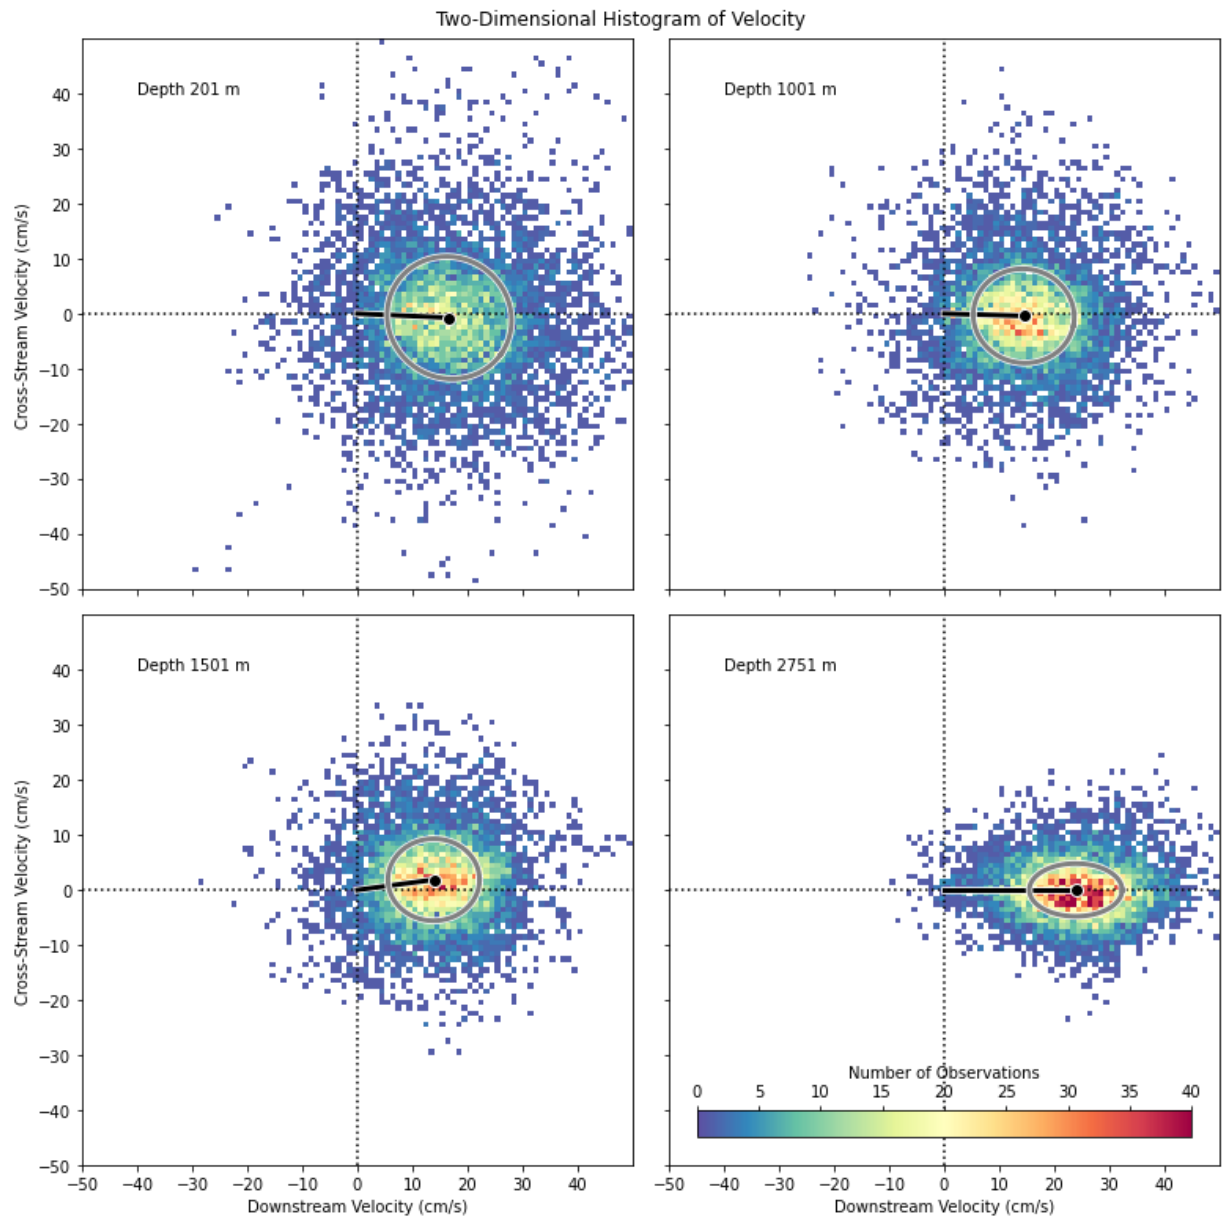 Two-Dimensional Histogram of Velocity
Depth 201 m
Depth 1001 m
40
30
20
10
0
−10
−20
−30
−40
−50
Cross-Stream Velocity (cm/s)
Depth 1501 m
Depth 2751 m
40
30
20
10
0
−10
−20
−30
−40
−50
Cross-Stream Velocity (cm/s)
Number of Observations
0 5 10 15 20 25 30 35 40
−50 −40 −30 −20 −10 0 10 20 30 40
Downstream Velocity (cm/s)
−50 −40 −30 −20 −10 0 10 20 30 40
Downstream Velocity (cm/s)